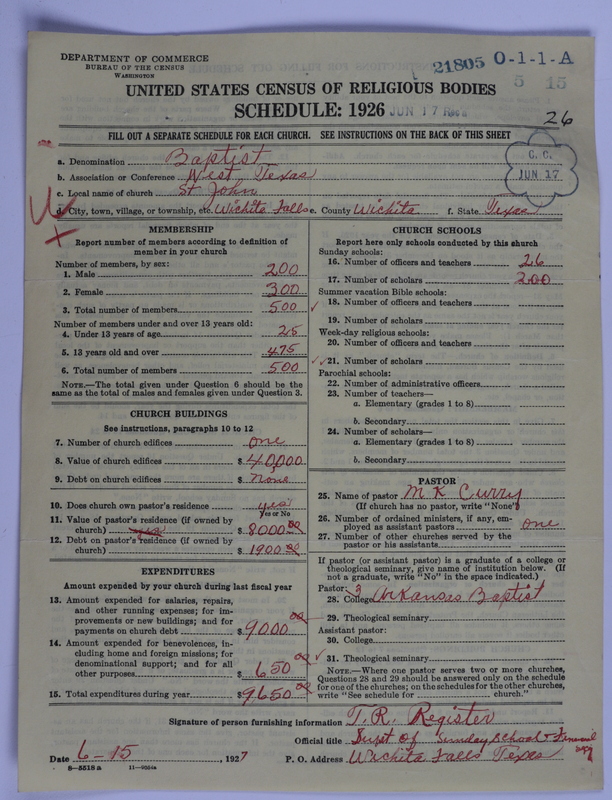 DEPARTMENT OF COMMERCE
BUREAU OF THE CENSUS
WASHINGTON
21805 O-1-1-A
5 15
UNITED STATES CENSUS OF RELIGIOUS BODIES
SCHEDULE: 1926
JUN 17 Rec'd
26
FILL OUT A SEPARATE SCHEDULE FOR EACH CHURCH. SEE INSTRUCTIONS ON THE BACK OF THIS SHEET
C. C.
JUN 17
a. Denomination Baptist
b. Association or Conference West Texas
c. Local name of church St John
d. City, town, village, or township, etc. Wichita Falls e. County Wichita f. State Texas
MEMBERSHIP
Report number of members according to definition of
member in your church
Number of members, by sex:
1. Male 200
2. Female 300
3. Total number of members 500
Number of members under and over 13 years old:
4. Under 13 years of age 25
5. 13 years old and over 475
6. Total number of members 500
NOTE.—The total given under Question 6 should be the
same as the total of males and females given under Question 3.
CHURCH BUILDINGS
See instructions, paragraphs 10 to 12
7. Number of church edifices one
8. Value of church edifices $ 40,000
9. Debt on church edifices $ none
10. Does church own pastor's residence yes
Yes or No
11. Value of pastor's residence (if owned by
church) yes $ 8000 00
12. Debt on pastor's residence (if owned by
church) $ 1900 00
EXPENDITURES
Amount expended by your church during last fiscal year
13. Amount expended for salaries, repairs,
and other running expenses; for im-
provements or new buildings; and for
payments on church debt $ 9000 00
14. Amount expended for benevolences, in-
cluding home and foreign missions; for
denominational support; and for all
other purposes $ 650 00
15. Total expenditures during year $ 9650 00
CHURCH SCHOOLS
Report here only schools conducted by this church
Sunday schools:
16. Number of officers and teachers 26
17. Number of scholars 300
Summer vacation Bible schools:
18. Number of officers and teachers
19. Number of scholars
Week-day religious schools:
20. Number of officers and teachers
21. Number of scholars
Parochial schools:
22. Number of administrative officers
23. Number of teachers—
a. Elementary (grades 1 to 8)
b. Secondary
24. Number of scholars—
a. Elementary (grades 1 to 8)
b. Secondary
PASTOR
25. Name of pastor M K Curry
(If church has no pastor, write "None")
26. Number of ordained ministers, if any, em-
ployed as assistant pastors one
27. Number of other churches served by the
pastor or his assistants
If pastor (or assistant pastor) is a graduate of a college or
theological seminary, give name of institution below. (If
not a graduate, write "No" in the space indicated.)
Pastor: 3
28. College Arkansas Baptist
29. Theological seminary
Assistant pastor:
30. College
31. Theological seminary
NOTE.—Where one pastor serves two or more churches,
Questions 28 and 29 should be answered only on the schedule
for one of the churches; on the schedules for the other churches,
write "See schedule for church."
Signature of person furnishing information T. R. Register
Official title Supt of Sunday School + Financial
Date 6-15, 1927 P. O. Address Wichita Falls Texas
8-5518 a 11-9034a